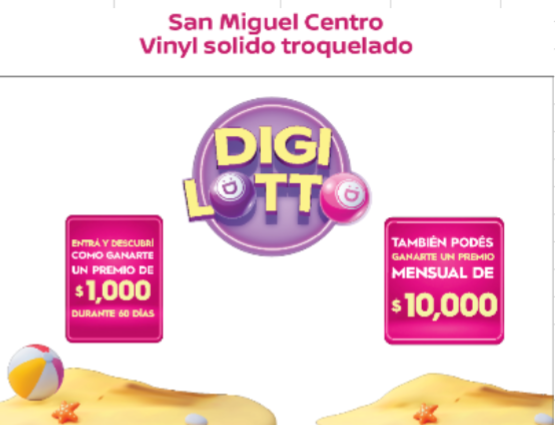 San Miguel Centro
Vinyl solido troquelado
DIGI
LOTTO
ENTRÁ Y DESCUBRÍ
COMO GANARTE
UN PREMIO DE
$1,000
DURANTE 60 DÍAS
TAMBIÉN PODÉS
GANARTE UN PREMIO
MENSUAL DE
$10,000